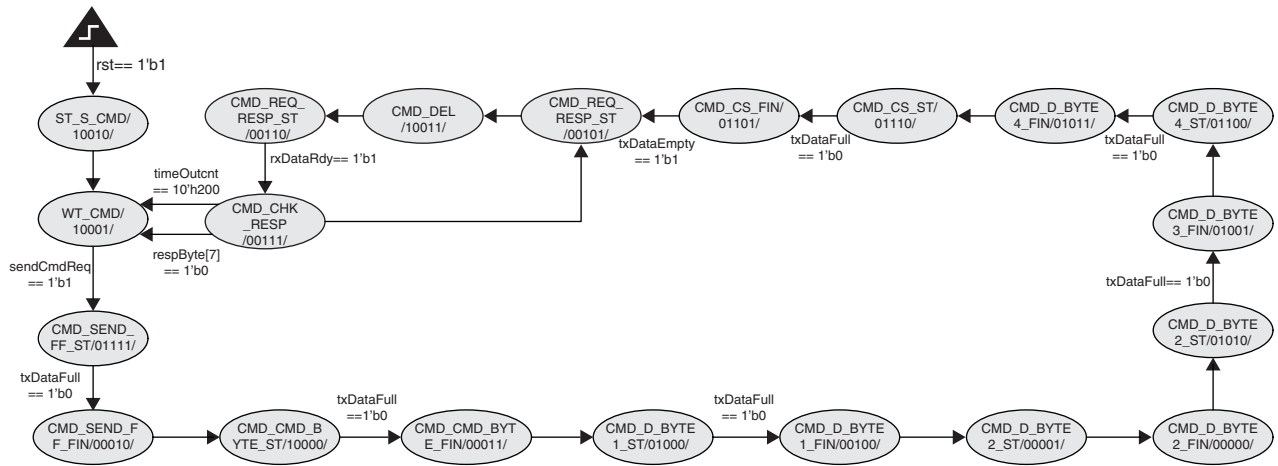 rst== 1'b1
ST_S_CMD/
10010/
CMD_REQ_
RESP_ST
/00110/
CMD_DEL
/10011/
CMD_REQ_
RESP_ST
/00101/
CMD_CS_FIN/
01101/
CMD_CS_ST/
01110/
CMD_D_BYTE
4_FIN/01011/
CMD_D_BYTE
4_ST/01100/
txDataEmpty
== 1'b1
txDataFull
== 1'b0
txDataFull
== 1'b0
rxDataRdy== 1'b1
timeOutcnt
== 10'h200
WT_CMD/
10001/
CMD_CHK
_RESP
/00111/
respByte[7]
== 1'b0
CMD_D_BYTE
3_FIN/01001/
sendCmdReq
== 1'b1
txDataFull== 1'b0
CMD_SEND_
FF_ST/01111/
CMD_D_BYTE
2_ST/01010/
txDataFull
== 1'b0
txDataFull
==1'b0
txDataFull
== 1'b0
CMD_SEND_F
F_FIN/00010/
CMD_CMD_B
YTE_ST/10000/
CMD_CMD_BYT
E_FIN/00011/
CMD_D_BYTE
1_ST/01000/
CMD_D_BYTE
1_FIN/00100/
CMD_D_BYTE
2_ST/00001/
CMD_D_BYTE
2_FIN/00000/